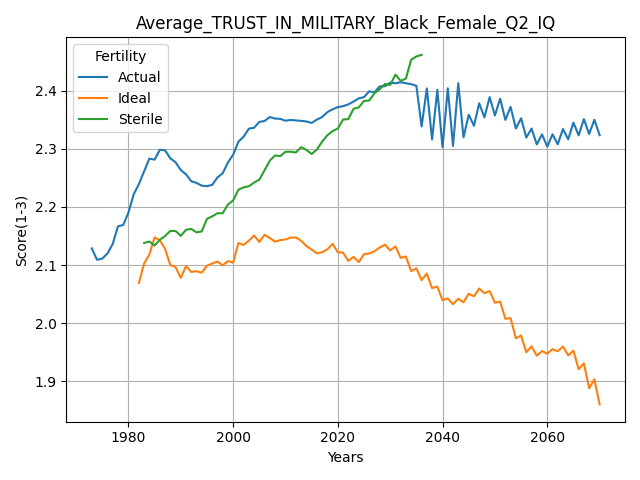 Average_TRUST_IN_MILITARY_Black_Female_Q2_IQ
Fertility
Actual
Ideal
Sterile
Score(1-3)
2.4
2.3
2.2
2.1
2.0
1.9
1980
2000
2020
2040
2060
Years